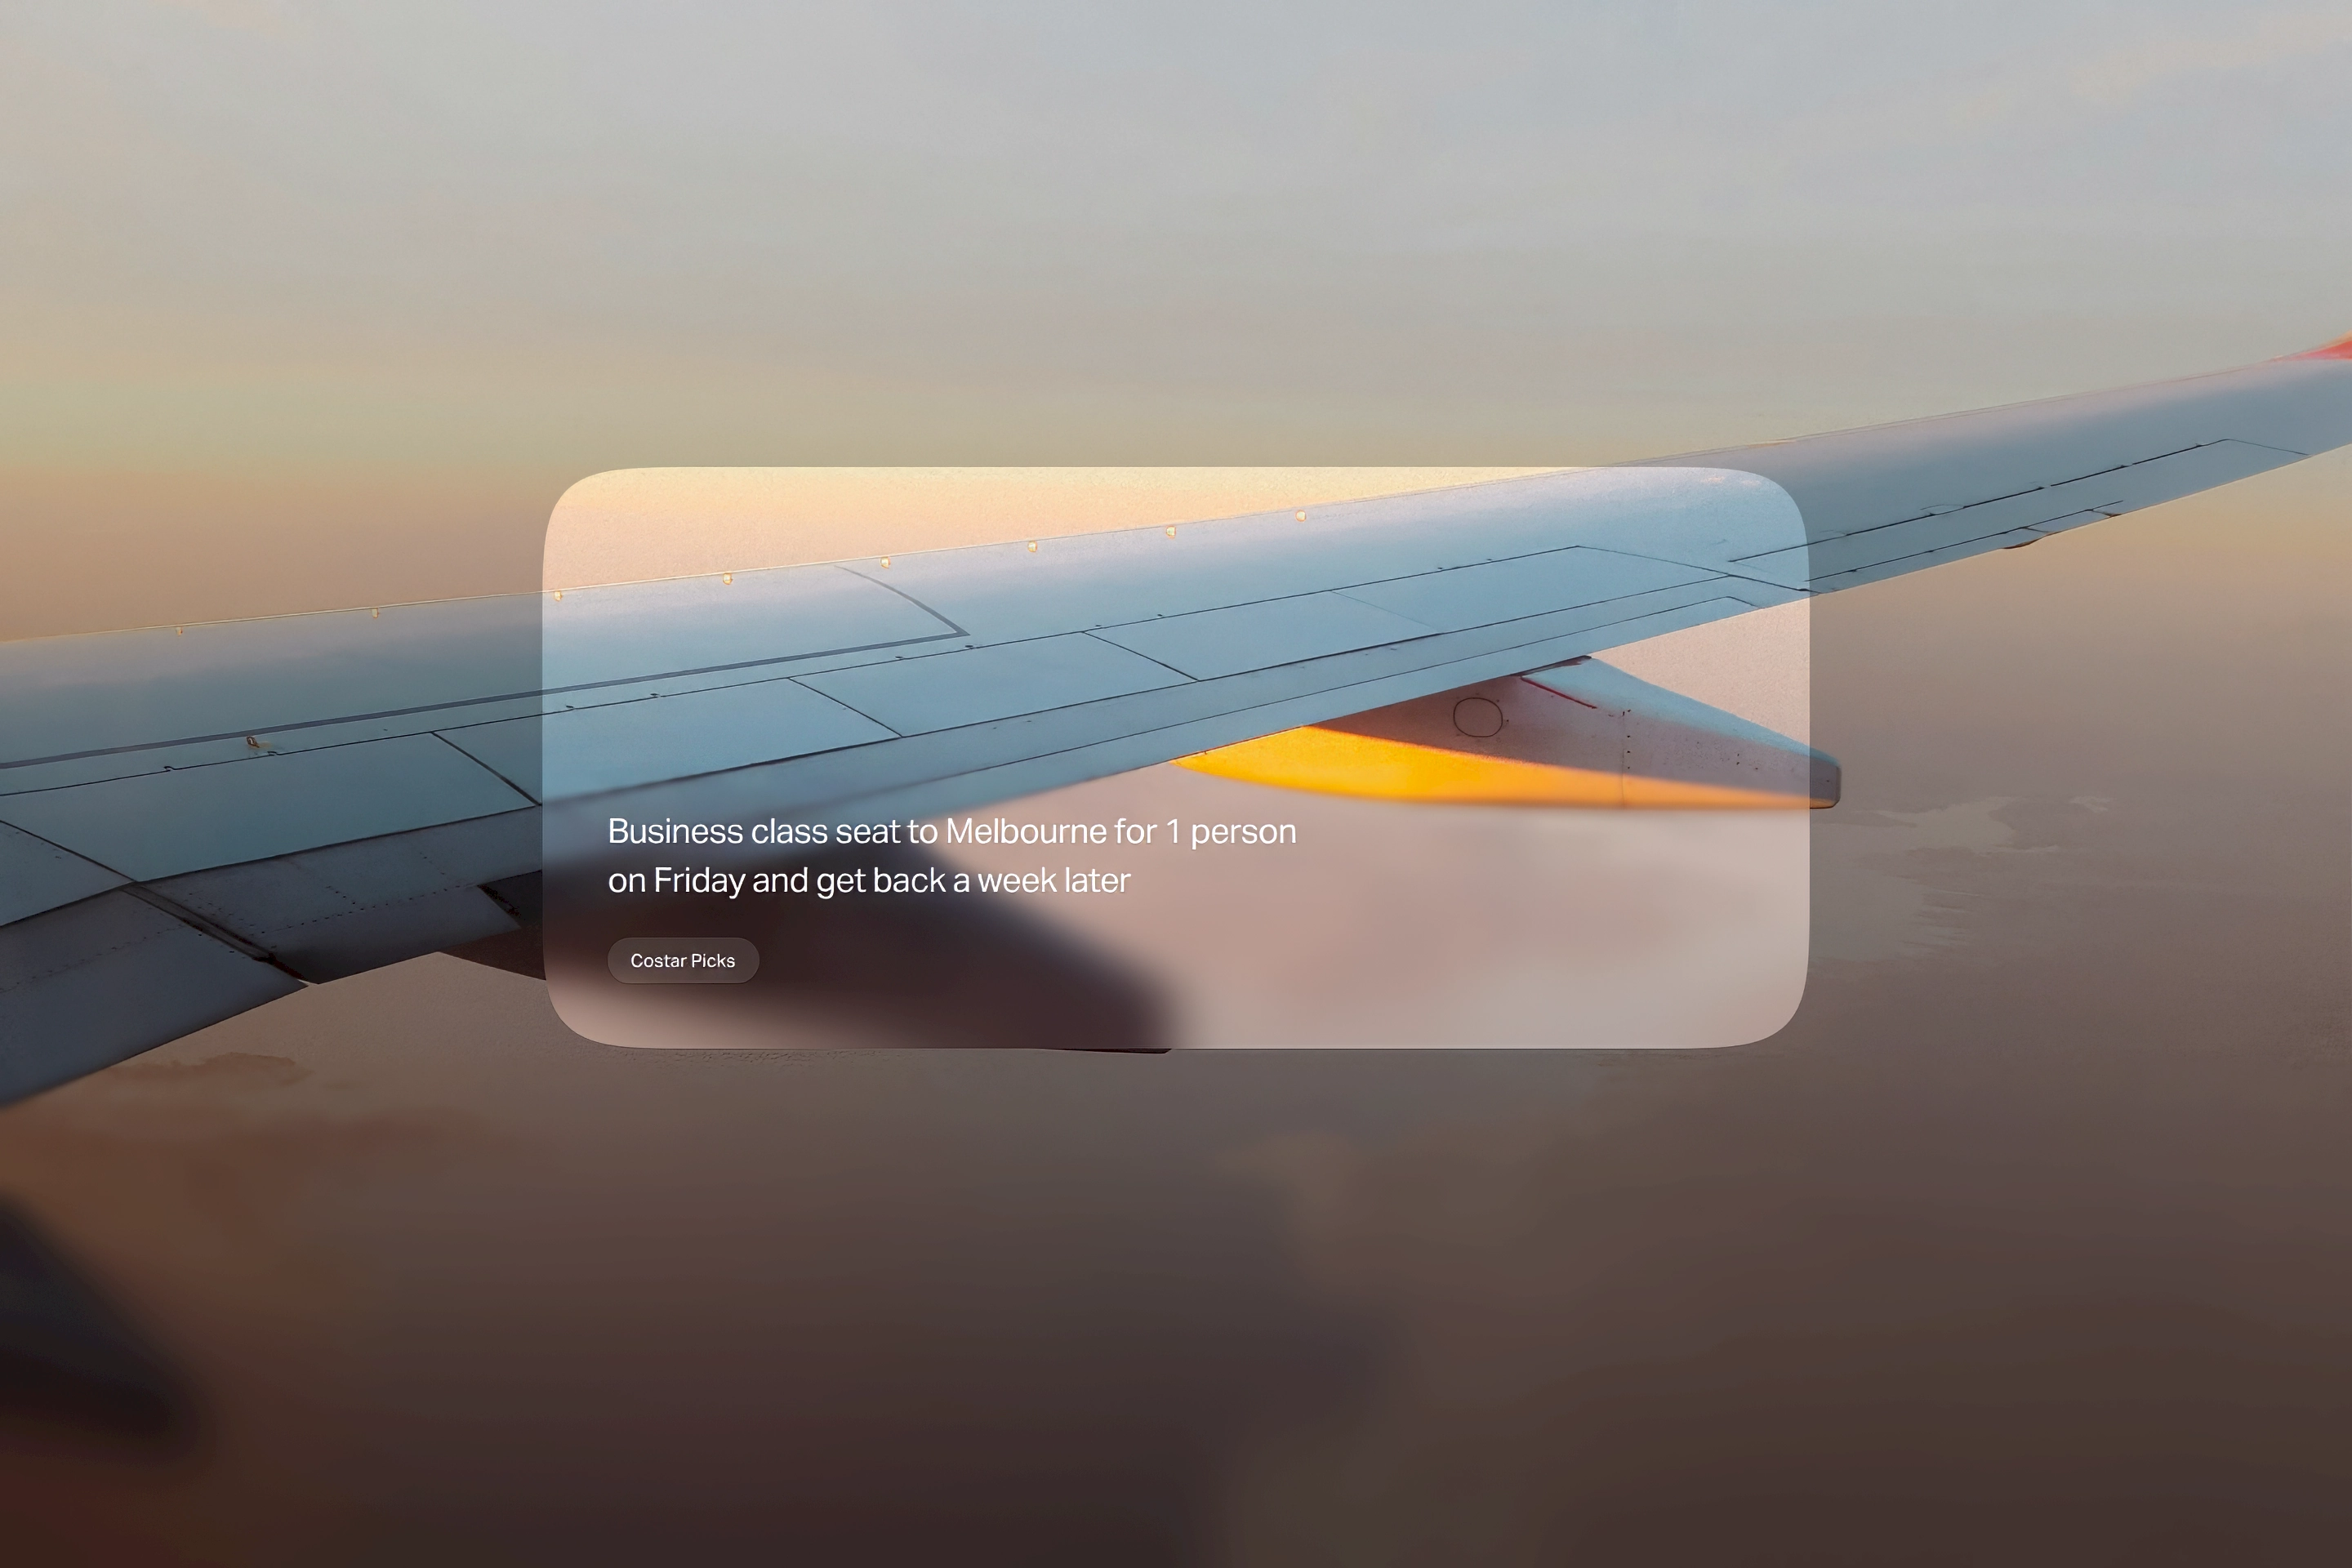 Business class seat to Melbourne for 1 person
on Friday and get back a week later
Costar Picks